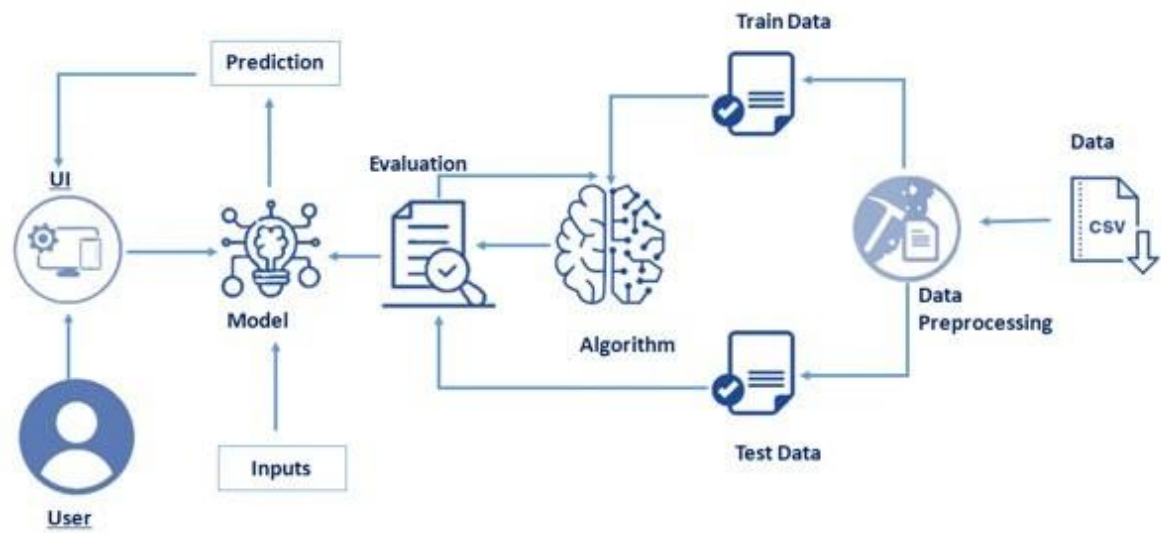 Train Data
Prediction
Data
Evaluation
UI
CSV
Data
Preprocessing
Model
Algorithm
Test Data
Inputs
User